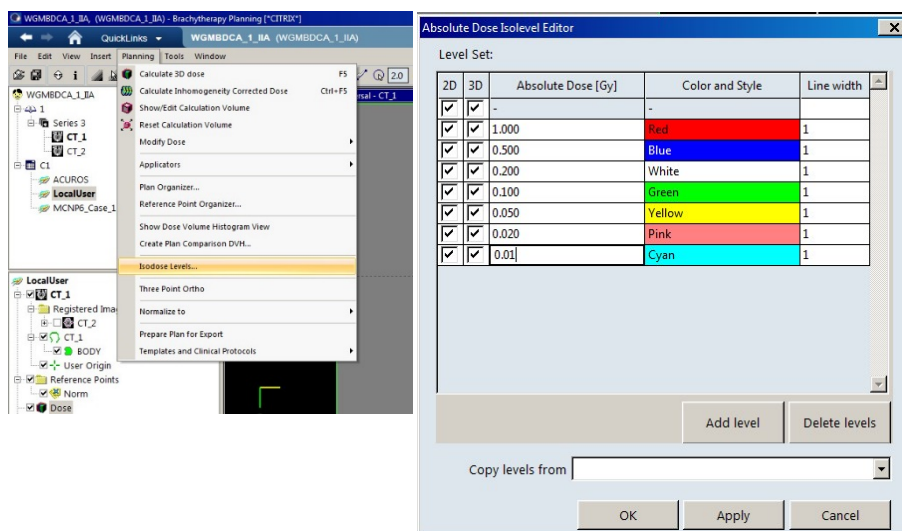 WGMBDCA_1_IIA, (WGMBDCA_1_IIA) - Brachytherapy Planning [*CITRIX*]
QuickLinks WGMBDCA_1_IIA (WGMBDCA_1_IIA)
File Edit View Insert Planning Tools Window
2.0
WGMBDCA_1_IIA
1
Series 3
CT_1
CT_2
C1
ACUROS
LocalUser
MCNP6_Case_1
Calculate 3D dose F5
Calculate Inhomogeneity Corrected Dose Ctrl+F5
Show/Edit Calculation Volume
Reset Calculation Volume
Modify Dose
Applicators
Plan Organizer...
Reference Point Organizer...
Show Dose Volume Histogram View
Create Plan Comparison DVH...
Isodose Levels...
Three Point Ortho
Normalize to
Prepare Plan for Export
Templates and Clinical Protocols
rsal - CT_1
LocalUser
CT_1
Registered Ima
CT_2
CT_1
BODY
User Origin
Reference Points
Norm
Dose
Absolute Dose Isolevel Editor
Level Set:
2D 3D Absolute Dose [Gy] Color and Style Line width
- -
1.000 Red 1
0.500 Blue 1
0.200 White 1
0.100 Green 1
0.050 Yellow 1
0.020 Pink 1
0.01 Cyan 1
Add level Delete levels
Copy levels from
OK Apply Cancel